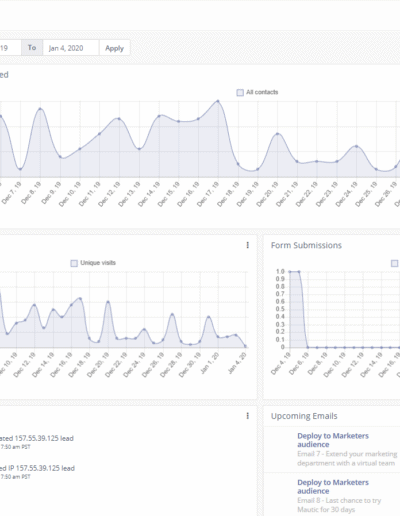 19 To Jan 4, 2020 Apply
ed
All contacts
Dec 7, 19 Dec 8, 19 Dec 9, 19 Dec 10, 19 Dec 11, 19 Dec 12, 19 Dec 13, 19 Dec 14, 19 Dec 15, 19 Dec 16, 19 Dec 17, 19 Dec 18, 19 Dec 19, 19 Dec 20, 19 Dec 21, 19 Dec 22, 19 Dec 23, 19 Dec 24, 19 Dec 25, 19 Dec 26,
Unique visits
Dec 10, 19 Dec 12, 19 Dec 14, 19 Dec 16, 19 Dec 18, 19 Dec 20, 19 Dec 22, 19 Dec 24, 19 Dec 26, 19 Dec 28, 19 Dec 30, 19 Jan 1, 20 Jan 4, 20
Form Submissions
1.0
0.9
0.8
0.7
0.6
0.5
0.4
0.3
0.2
0.1
0
Dec 4, 19 Dec 6, 19 Dec 8, 19 Dec 10, 19 Dec 12, 19 Dec 14, 19 Dec 16, 19
ated 157.55.39.125 lead
7:50 am PST
ed IP 157.55.39.125 lead
7:50 am PST
Upcoming Emails
Deploy to Marketers
audience
Email 7 - Extend your marketing
department with a virtual team
Deploy to Marketers
audience
Email 8 - Last chance to try
Mautic for 30 days